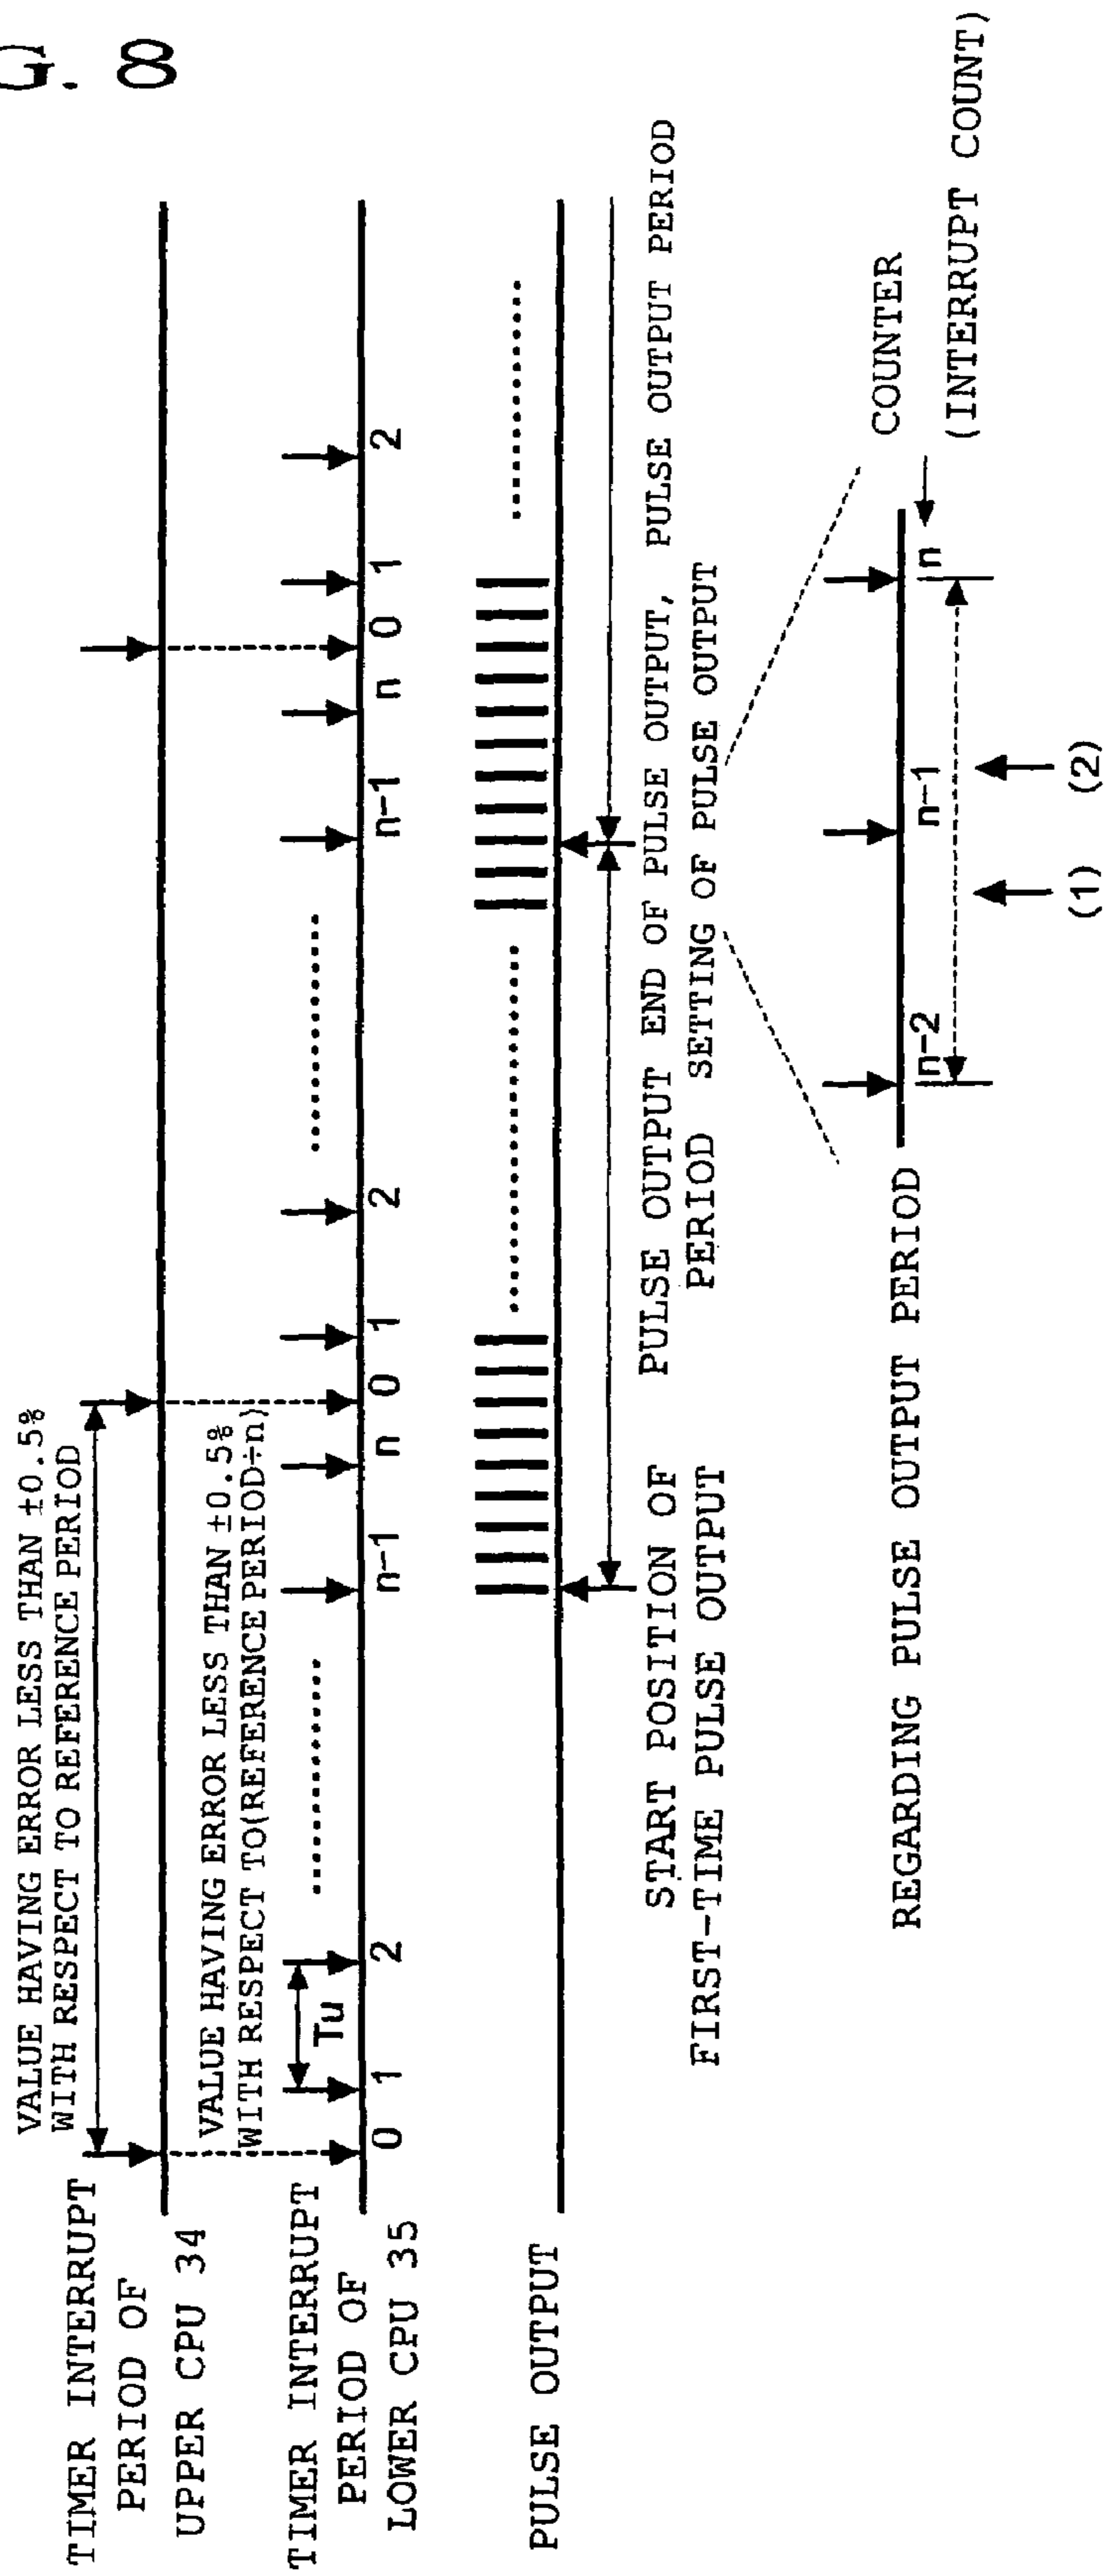 G. 8
VALUE HAVING ERROR LESS THAN ±0.5%
WITH RESPECT TO REFERENCE PERIOD
TIMER INTERRUPT
PERIOD OF
UPPER CPU 34
VALUE HAVING ERROR LESS THAN ±0.5%
WITH RESPECT TO(REFERENCE PERIOD÷n)
TIMER INTERRUPT
PERIOD OF
LOWER CPU 35
Tu
0 1 2 n-1 n 0 1 2 n-1 n 0 1 2
PULSE OUTPUT
START POSITION OF
FIRST-TIME PULSE OUTPUT
PULSE OUTPUT
PERIOD
END OF PULSE OUTPUT,
SETTING OF PULSE OUTPUT
PULSE OUTPUT PERIOD
REGARDING PULSE OUTPUT PERIOD
n-2 n-1 n
COUNTER
(INTERRUPT COUNT)
(1) (2)